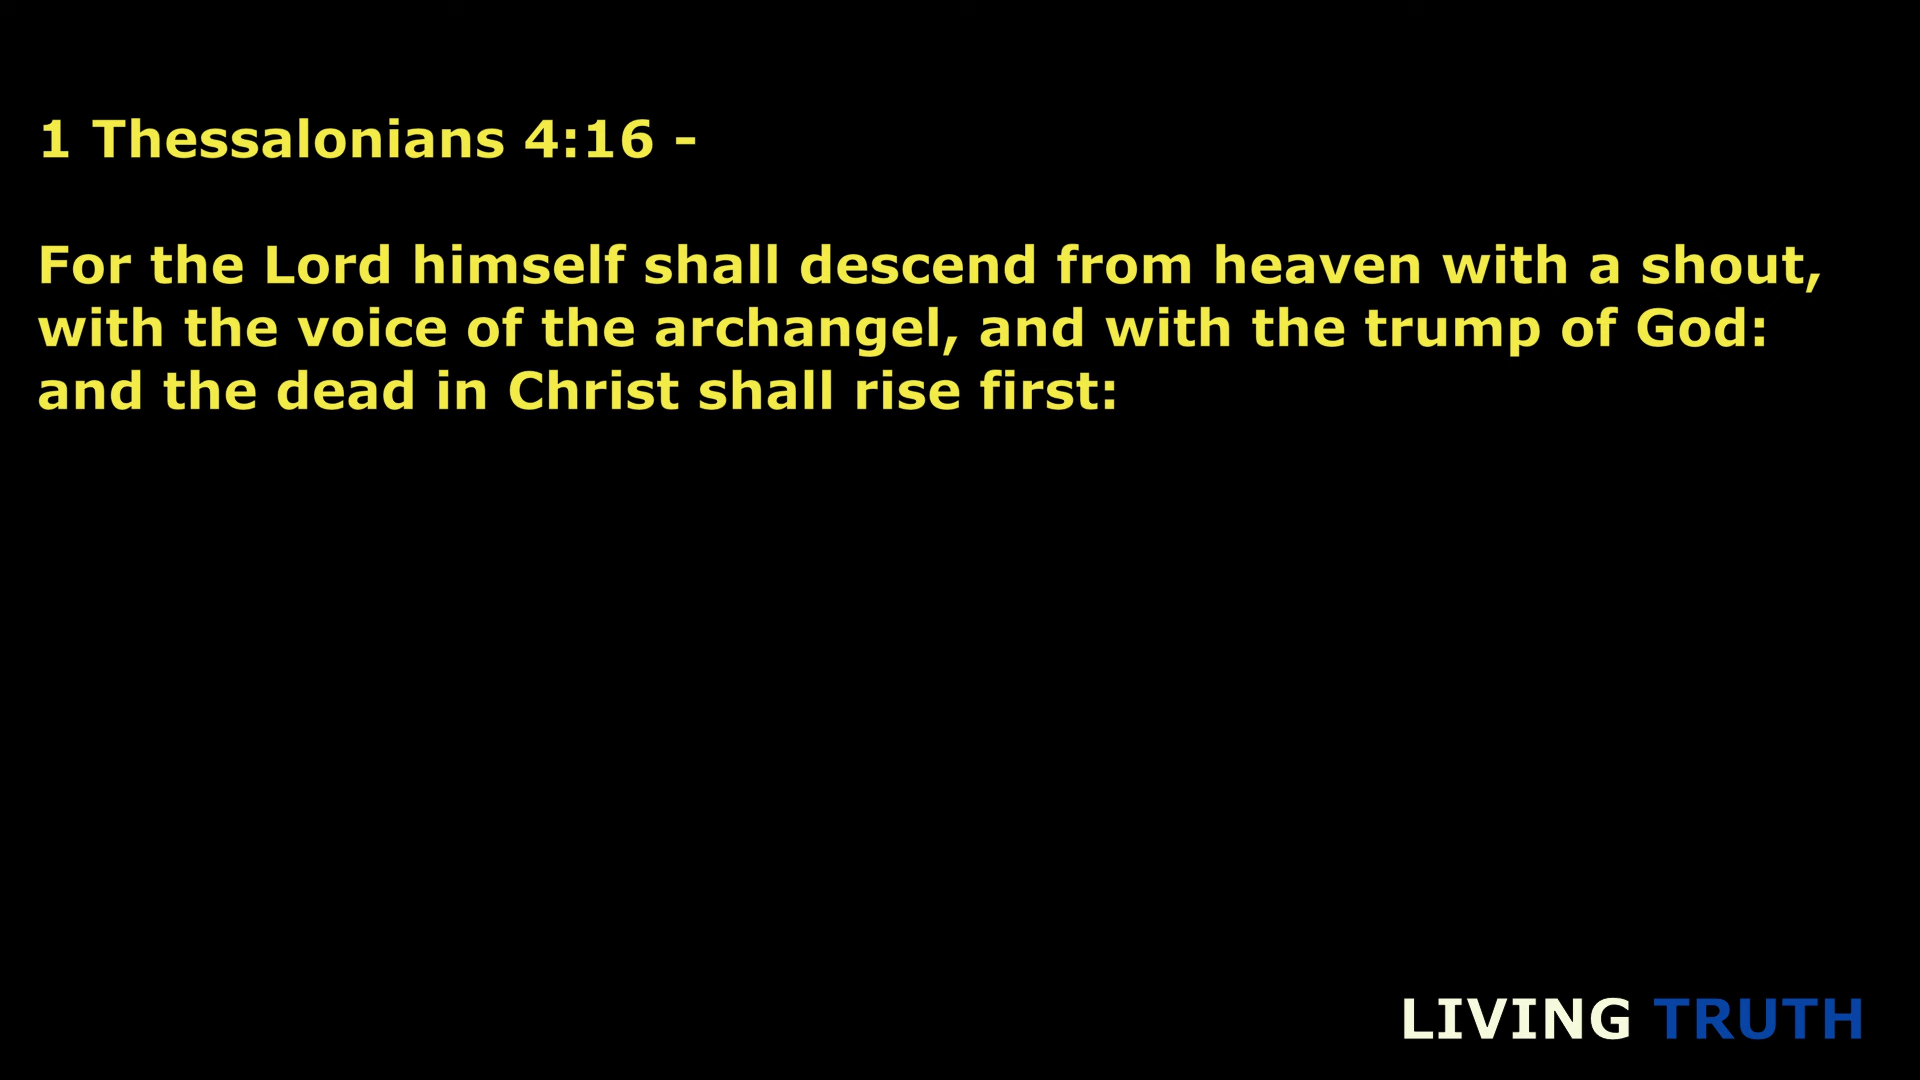 1 Thessalonians 4:16 -
For the Lord himself shall descend from heaven with a shout,
with the voice of the archangel, and with the trump of God:
and the dead in Christ shall rise first:
LIVING TRUTH